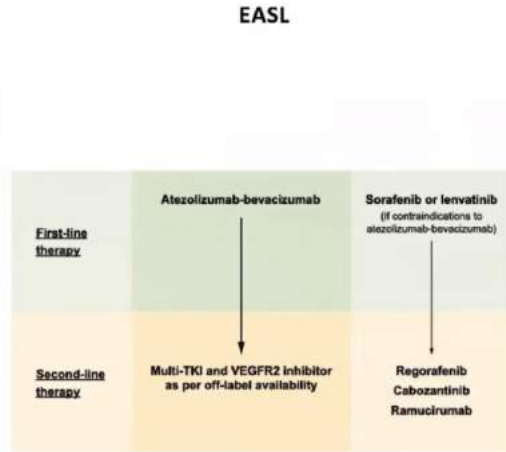 EASL
First-line
therapy
Atezolizumab-bevacizumab
Sorafenib or lenvatinib
(if contraindications to
atezolizumab-bevacizumab)
Second-line
therapy
Multi-TKI and VEGFR2 inhibitor
as per off-label availability
Regorafenib
Cabozantinib
Ramucirumab